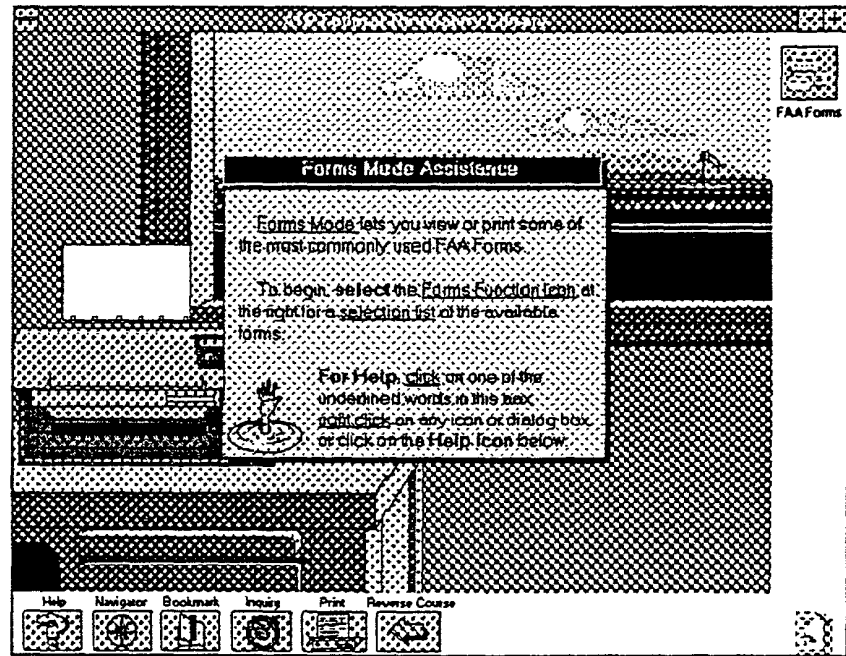 Library
FAA Forms
Forms Mode Assistance
Forms Mode lets you view or print some of
the most commonly used FAA Forms.
To begin, select the Forms Function Icon at
the right for a selection list of the available
forms.
For Help, click on one of the
underlined words in this box,
right click on any icon or dialog box,
or click on the Help Icon below.
Help Navigator Bookmark Inquire Print Reverse Course